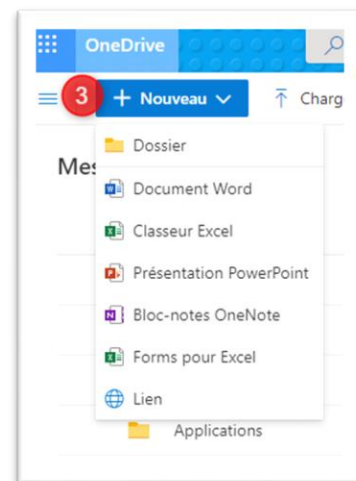 OneDrive
3 + Nouveau
Charg
Dossier
Mes
Document Word
Classeur Excel
Présentation PowerPoint
Bloc-notes OneNote
Forms pour Excel
Lien
Applications